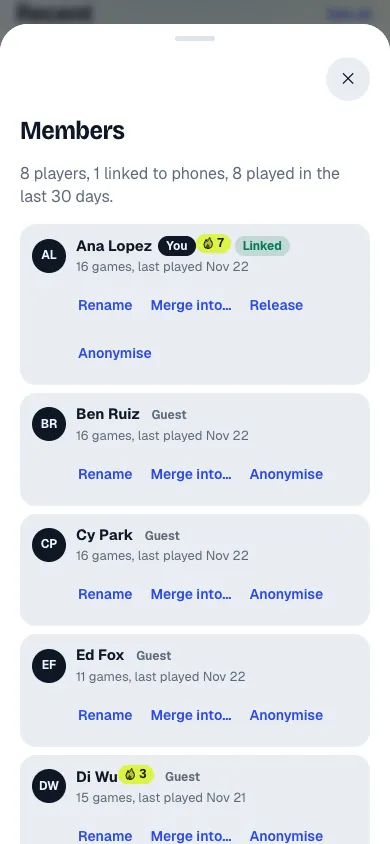 Recent
Members
8 players, 1 linked to phones, 8 played in the
last 30 days.
AL Ana Lopez You 7 Linked
16 games, last played Nov 22
Rename Merge into... Release
Anonymise
BR Ben Ruiz Guest
16 games, last played Nov 22
Rename Merge into... Anonymise
CP Cy Park Guest
16 games, last played Nov 22
Rename Merge into... Anonymise
EF Ed Fox Guest
11 games, last played Nov 22
Rename Merge into... Anonymise
DW Di Wu 3 Guest
15 games, last played Nov 21
Rename Merge into... Anonymise